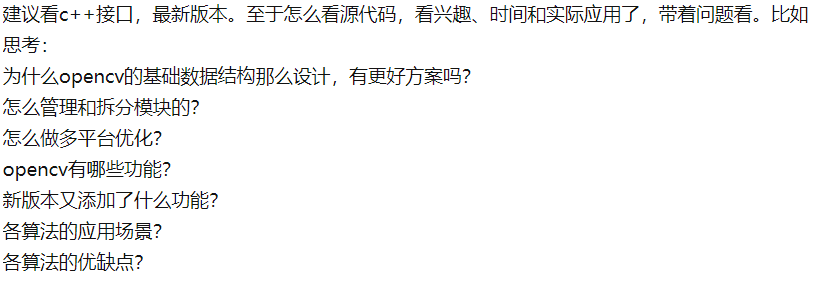 建议看c++接口，最新版本。至于怎么看源代码，看兴趣、时间和实际应用了，带着问题看。比如
思考：
为什么opencv的基础数据结构那么设计，有更好方案吗？
怎么管理和拆分模块的？
怎么做多平台优化？
opencv有哪些功能？
新版本又添加了什么功能？
各算法的应用场景？
各算法的优缺点？